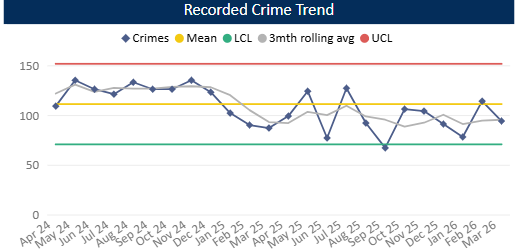 Recorded Crime Trend
Crimes Mean LCL 3mth rolling avg UCL
150
100
50
0
Apr 24 May 24 Jun 24 Jul 24 Aug 24 Sep 24 Oct 24 Nov 24 Dec 24 Jan 25 Feb 25 Mar 25 Apr 25 May 25 Jun 25 Jul 25 Aug 25 Sep 25 Oct 25 Nov 25 Dec 25 Jan 26 Feb 26 Mar 26